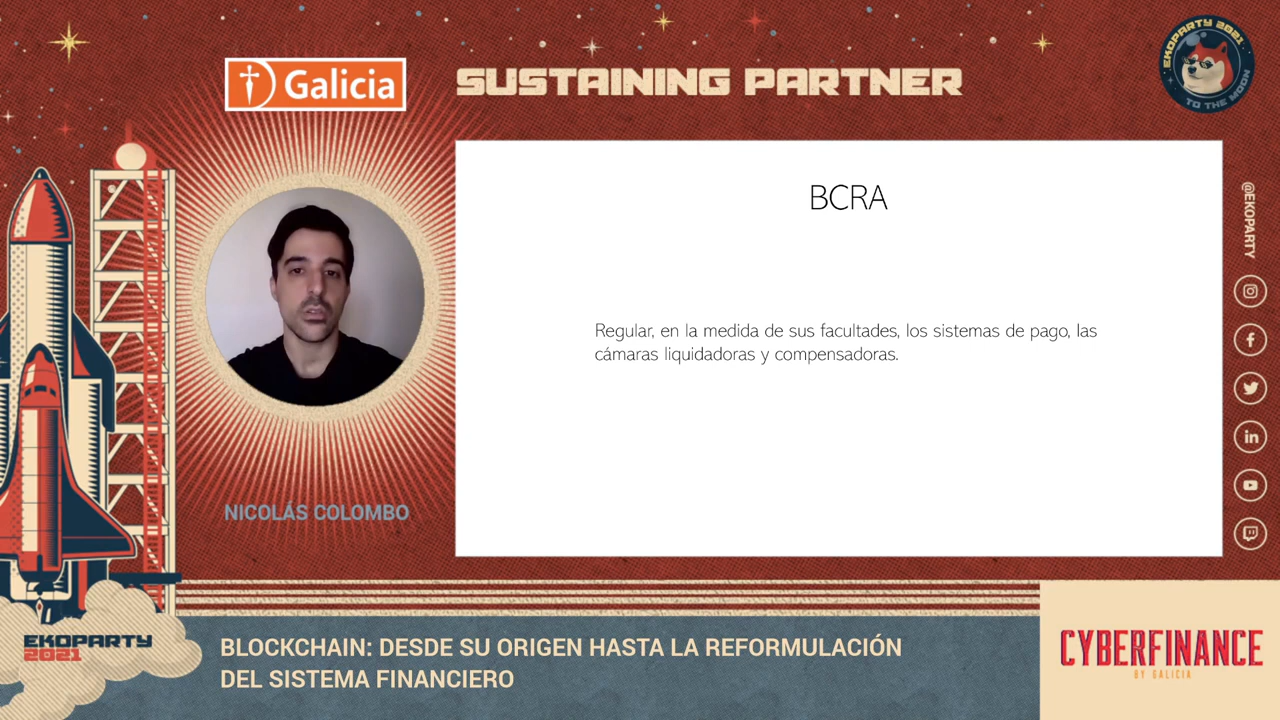 Galicia
SUSTAINING PARTNER
EKOPARTY 2021
TO THE MOON
BCRA
Regular, en la medida de sus facultades, los sistemas de pago, las
cámaras liquidadoras y compensadoras.
@EKOPARTY
NICOLÁS COLOMBO
EKOPARTY
2021
BLOCKCHAIN: DESDE SU ORIGEN HASTA LA REFORMULACIÓN
DEL SISTEMA FINANCIERO
CYBERFINANCE
BY GALICIA